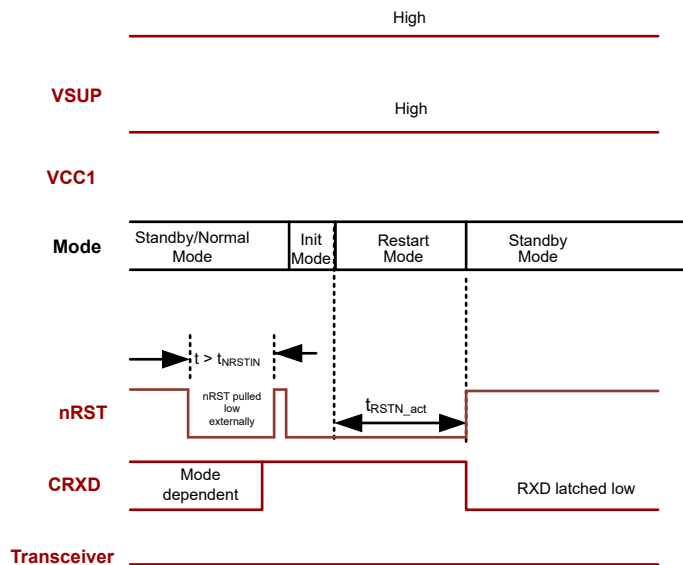 High
VSUP
High
VCC1
Mode
Standby/Normal
Mode
Init
Mode
Restart
Mode
Standby
Mode
t > tNRSTIN
nRST
nRST pulled
low
externally
tRSTN_act
CRXD
Mode
dependent
RXD latched low
Transceiver